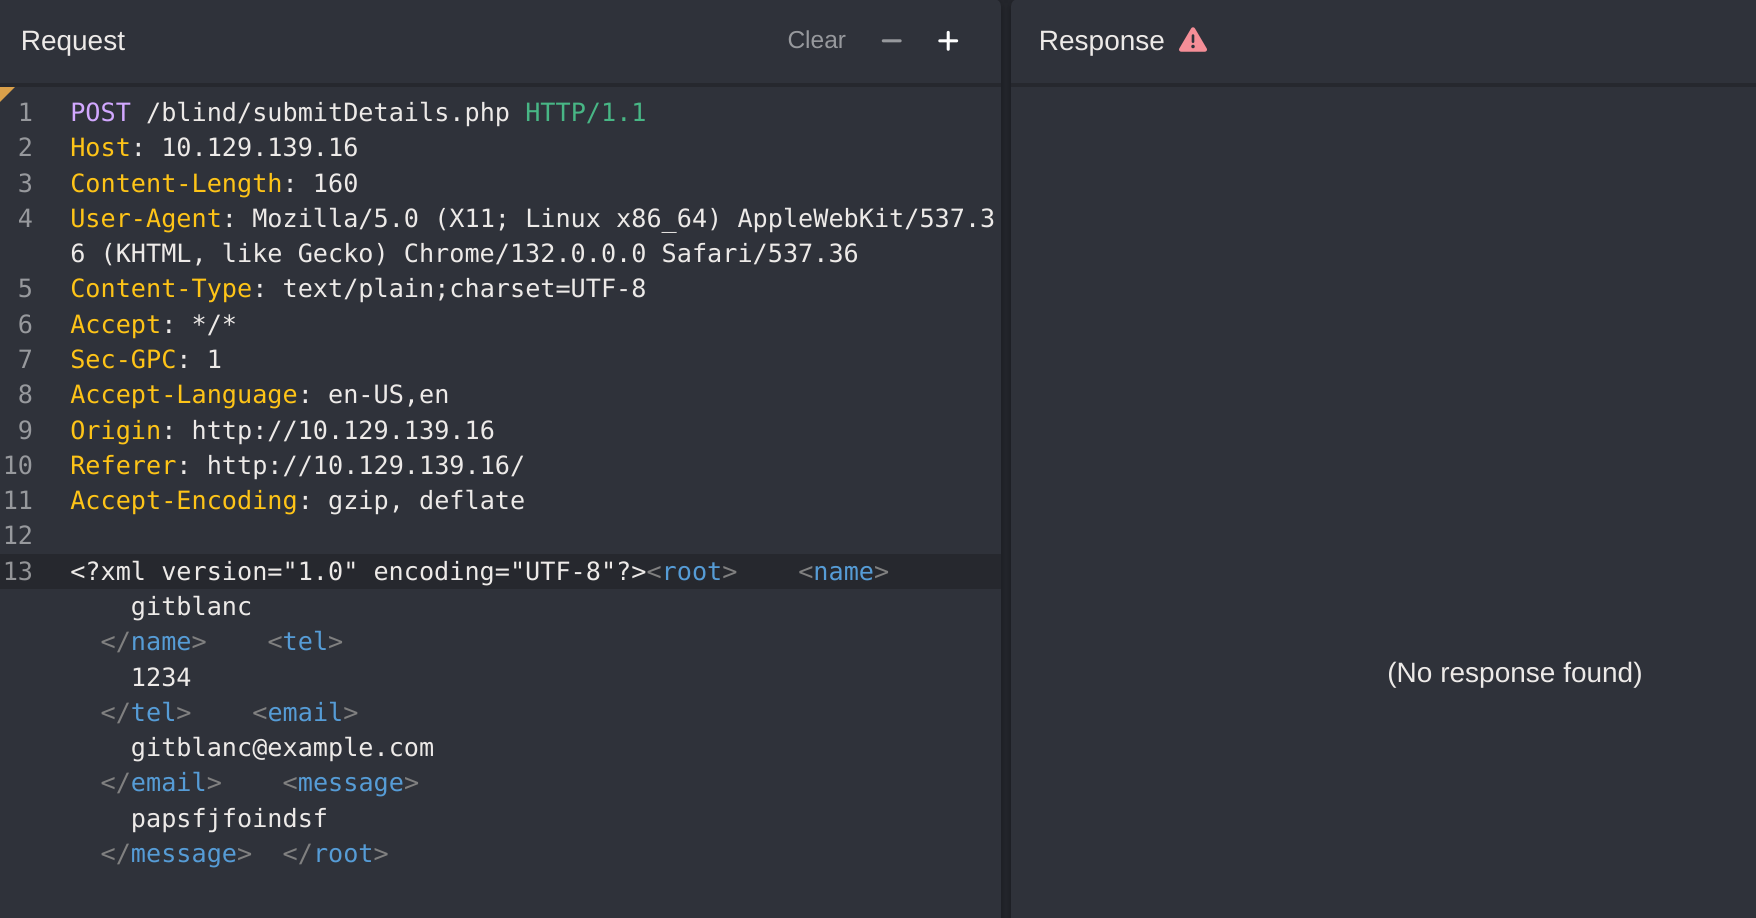 Request Clear − +
Response
1 POST /blind/submitDetails.php HTTP/1.1
2 Host: 10.129.139.16
3 Content-Length: 160
4 User-Agent: Mozilla/5.0 (X11; Linux x86_64) AppleWebKit/537.3
6 (KHTML, like Gecko) Chrome/132.0.0.0 Safari/537.36
5 Content-Type: text/plain;charset=UTF-8
6 Accept: */*
7 Sec-GPC: 1
8 Accept-Language: en-US,en
9 Origin: http://10.129.139.16
10 Referer: http://10.129.139.16/
11 Accept-Encoding: gzip, deflate
12
13 <?xml version="1.0" encoding="UTF-8"?><root>    <name>
gitblanc
</name>    <tel>
1234
</tel>    <email>
gitblanc@example.com
</email>    <message>
papsfjfoindsf
</message>  </root>
(No response found)